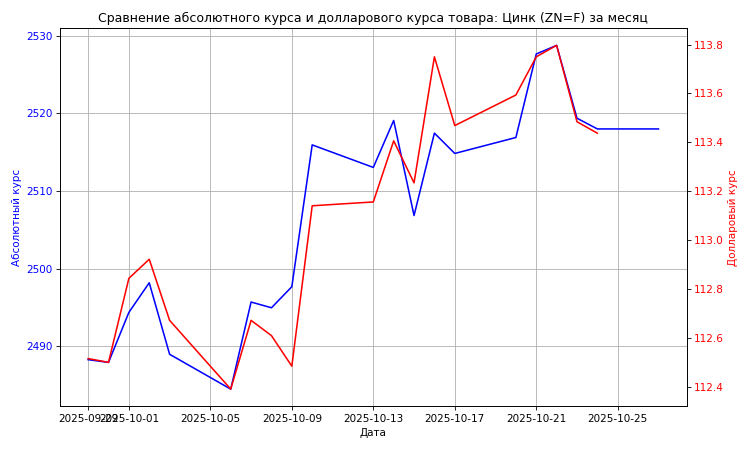 Сравнение абсолютного курса и долларового курса товара: Цинк (ZN=F) за месяц
2530
2520
2510
2500
2490
Абсолютный курс
113.8
113.6
113.4
113.2
113.0
112.8
112.6
112.4
Долларовый курс
2025-09-29 2025-10-01 2025-10-05 2025-10-09 2025-10-13 2025-10-17 2025-10-21 2025-10-25
Дата